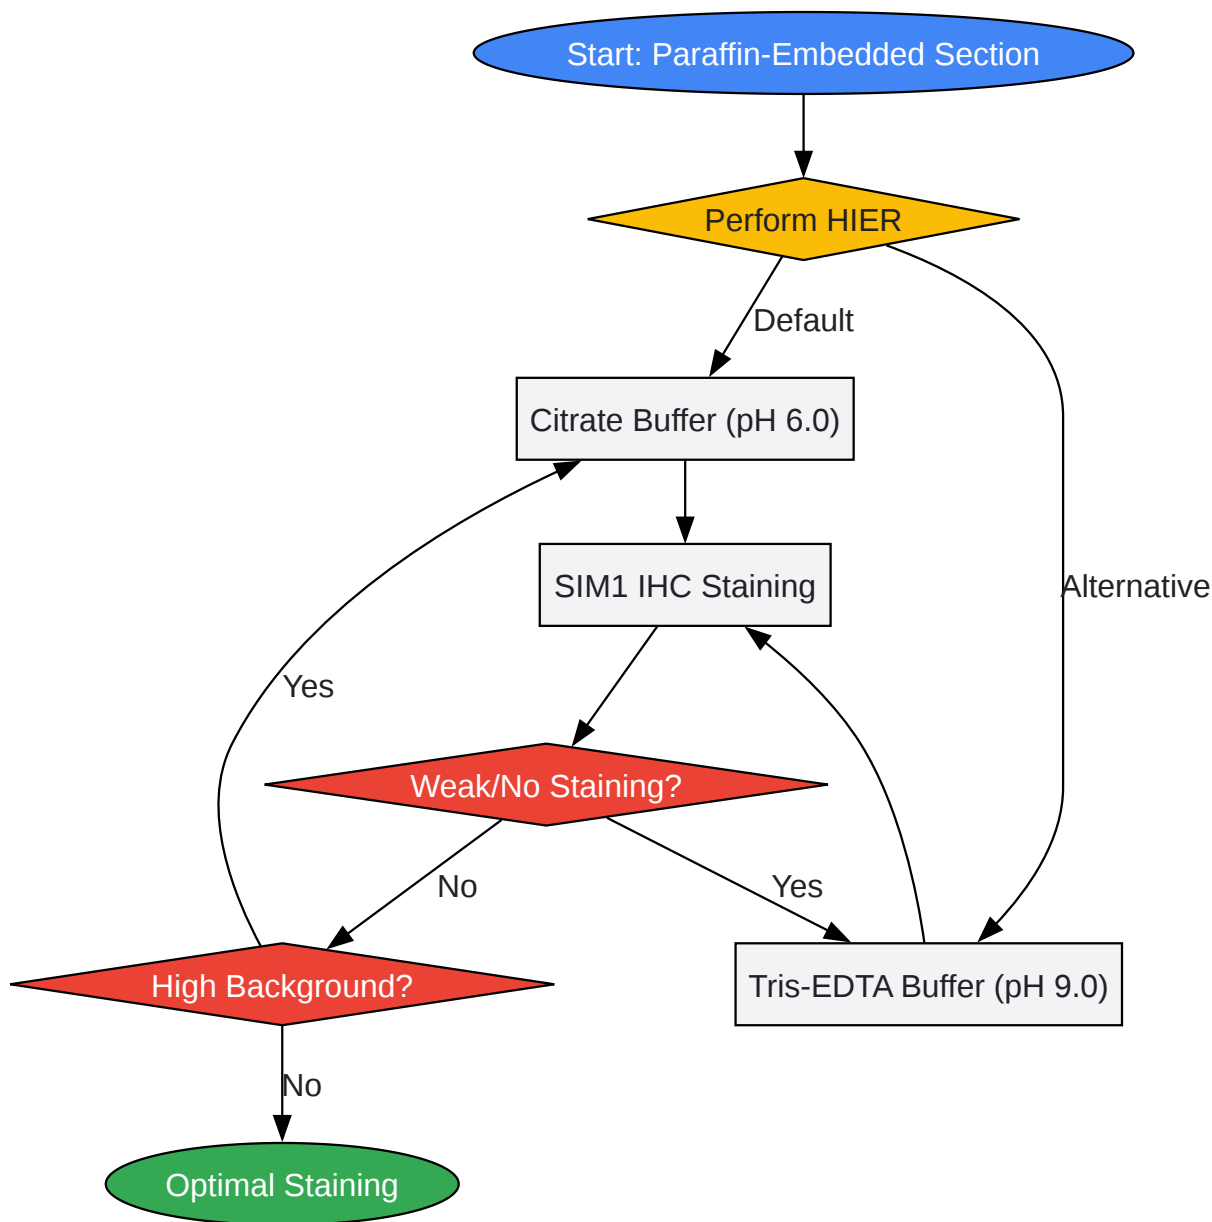 Start: Paraffin-Embedded Section
Perform HIER
Default
Citrate Buffer (pH 6.0)
SIM1 IHC Staining
Alternative
Yes
Weak/No Staining?
No
Yes
High Background?
Tris-EDTA Buffer (pH 9.0)
No
Optimal Staining